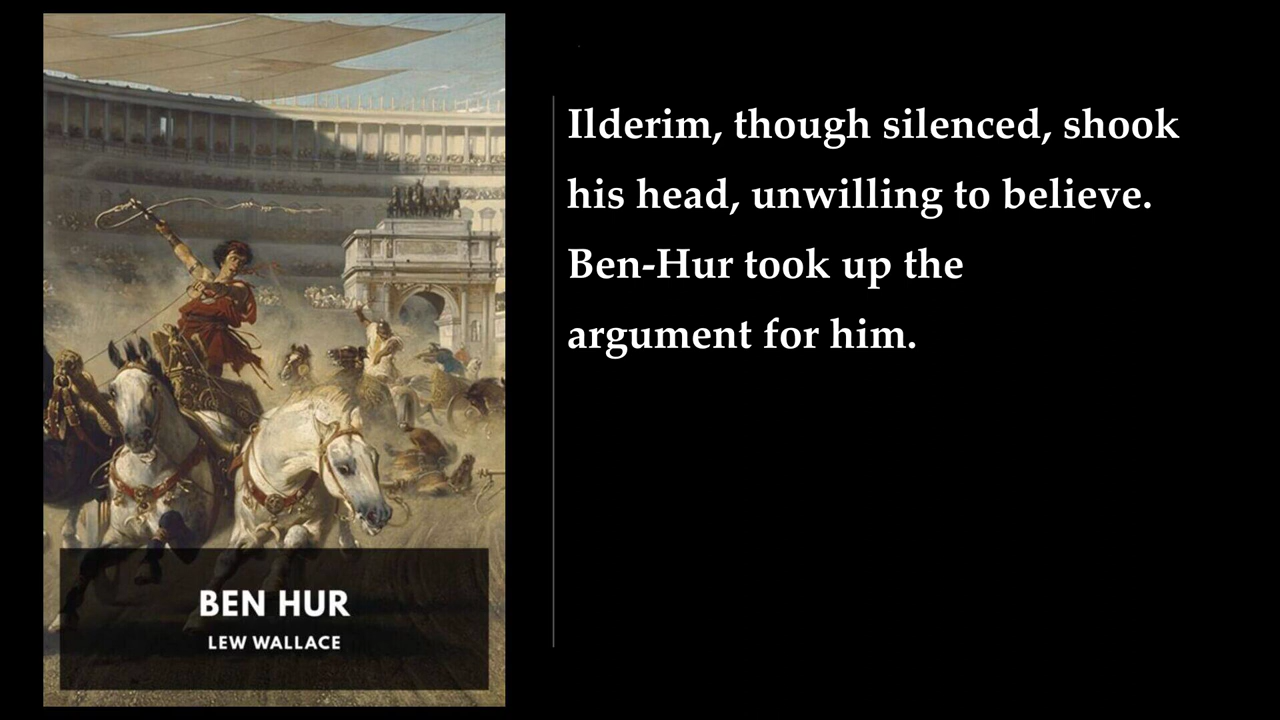 BEN HUR
LEW WALLACE
Ilderim, though silenced, shook
his head, unwilling to believe.
Ben-Hur took up the
argument for him.